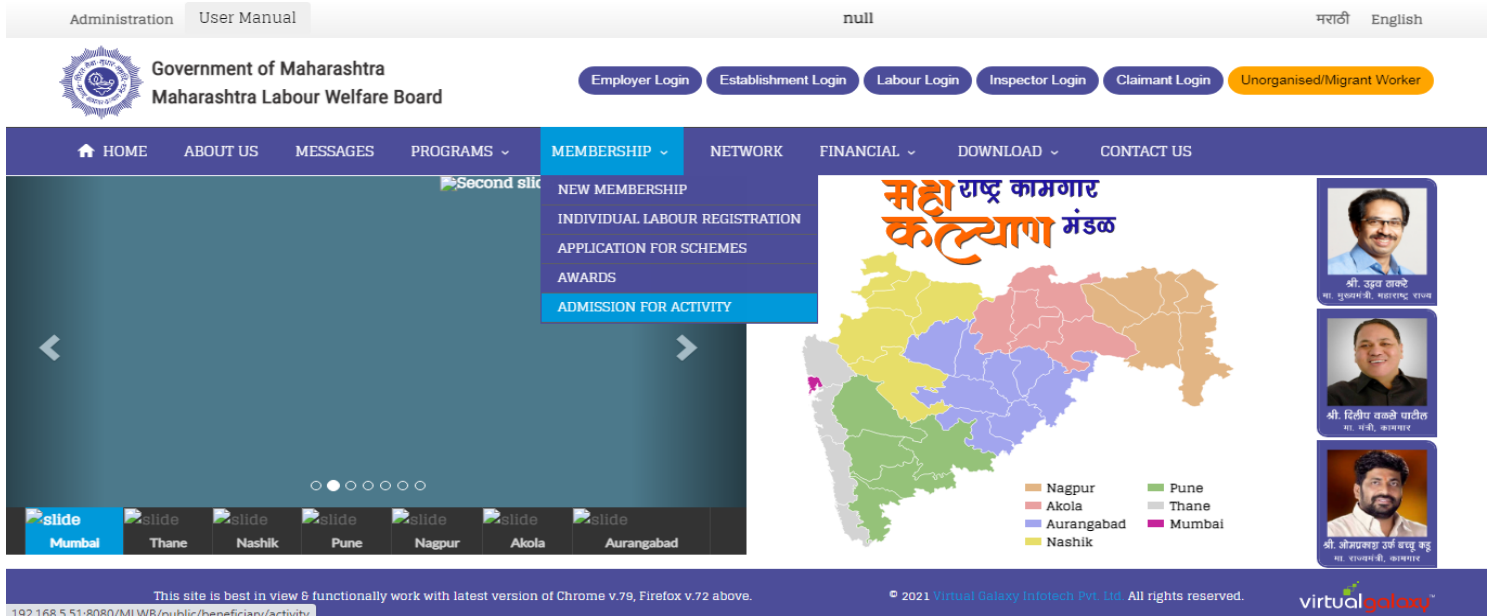 Administration User Manual null मराठी English
Government of Maharashtra
Maharashtra Labour Welfare Board
Employer Login Establishment Login Labour Login Inspector Login Claimant Login Unorganised/Migrant Worker
HOME ABOUT US MESSAGES PROGRAMS MEMBERSHIP NETWORK FINANCIAL DOWNLOAD CONTACT US
NEW MEMBERSHIP
INDIVIDUAL LABOUR REGISTRATION
APPLICATION FOR SCHEMES
AWARDS
ADMISSION FOR ACTIVITY
Second slid
slide slide slide slide slide slide slide
Mumbai Thane Nashik Pune Nagpur Akola Aurangabad
महाराष्ट्र कामगार
कल्याण मंडळ
Nagpur Pune
Akola Thane
Aurangabad Mumbai
Nashik
श्री. उद्धव ठाकरे
मा. मुख्यमंत्री, महाराष्ट्र राज्य
श्री. दिलीप वळसे पाटील
मा. मंत्री, कामगार
श्री. ओमप्रकाश उर्फ बच्चू कडू
मा. राज्यमंत्री, कामगार
This site is best in view & functionally work with latest version of Chrome v.79, Firefox v.72 above. © 2021 Virtual Galaxy Infotech Pvt. Ltd. All rights reserved. virtualgalaxy
192.168.5.51:8080/MLWB/public/beneficiary/activity